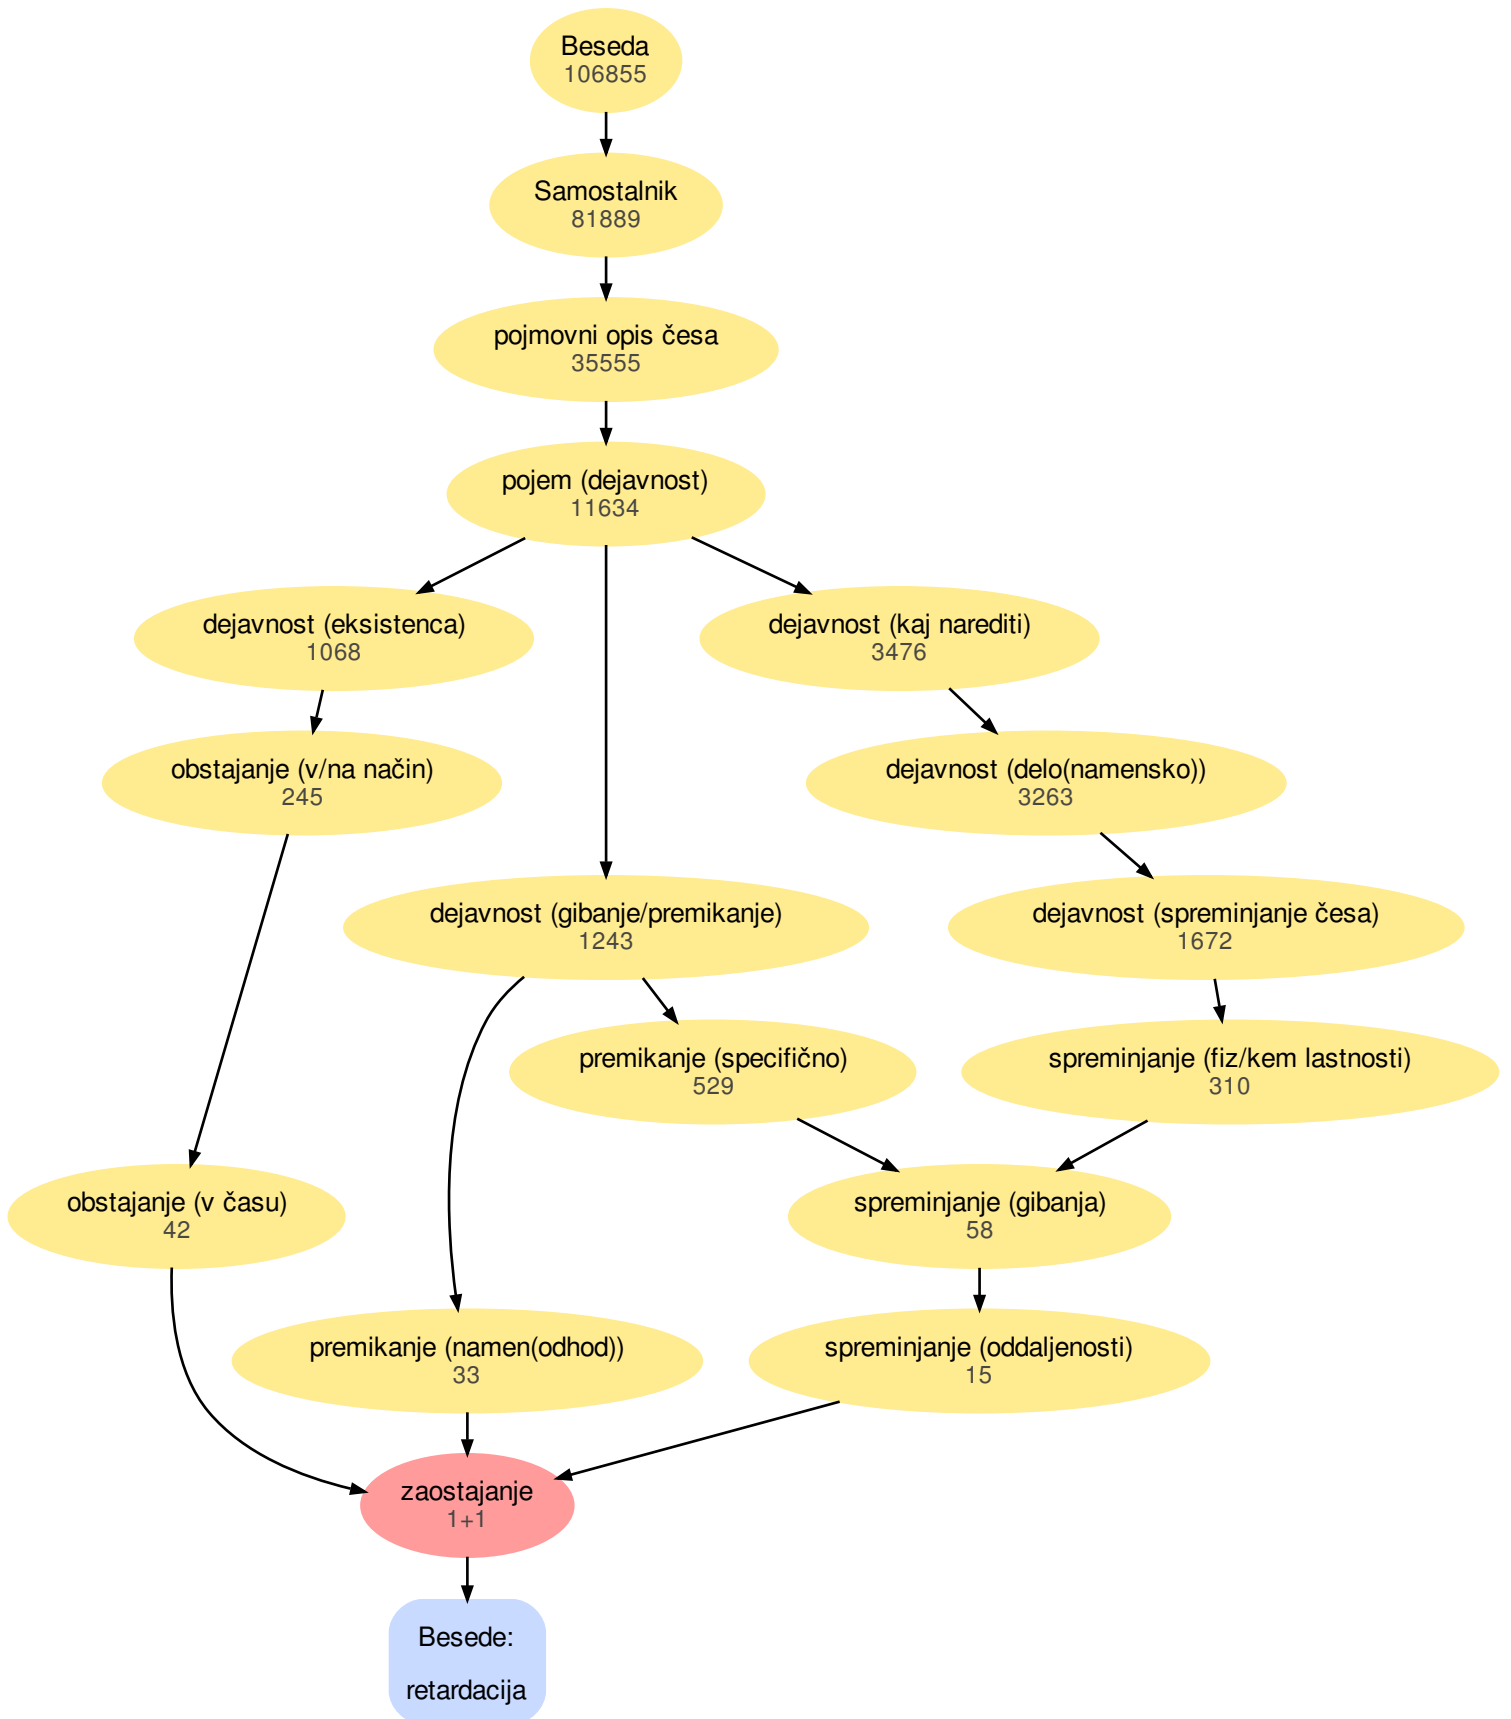 Beseda
106855
Samostalnik
81889
pojmovni opis česa
35555
pojem (dejavnost)
11634
dejavnost (eksistenca)
1068
dejavnost (kaj narediti)
3476
obstajanje (v/na način)
245
dejavnost (delo(namensko))
3263
dejavnost (gibanje/premikanje)
1243
dejavnost (spreminjanje česa)
1672
premikanje (specifično)
529
spreminjanje (fiz/kem lastnosti)
310
obstajanje (v času)
42
spreminjanje (gibanja)
58
premikanje (namen(odhod))
33
spreminjanje (oddaljenosti)
15
zaostajanje
1+1
Besede:
retardacija